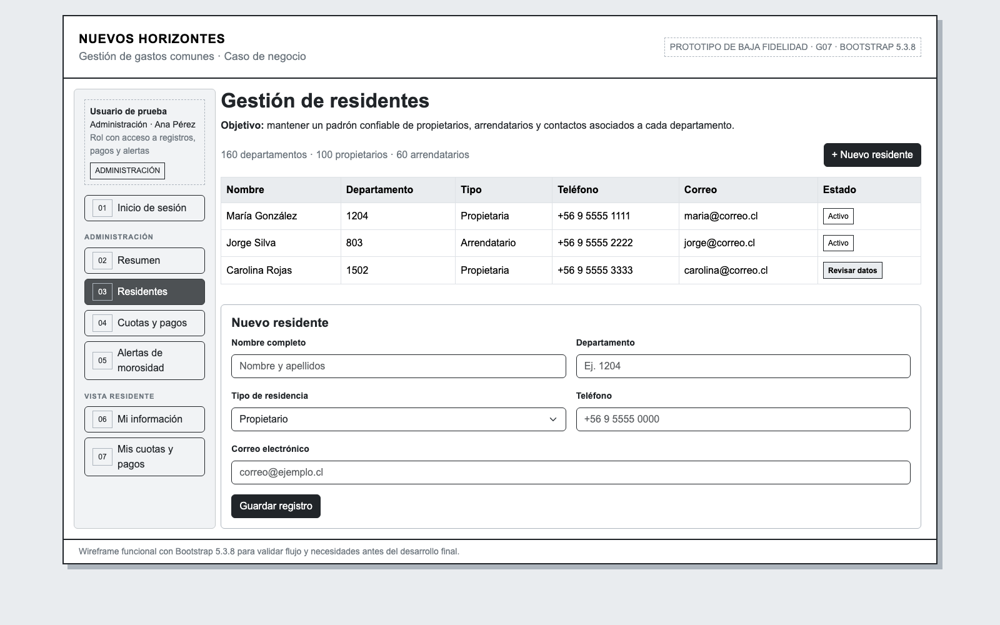 NUEVOS HORIZONTES
Gestión de gastos comunes · Caso de negocio
PROTOTIPO DE BAJA FIDELIDAD · G07 · BOOTSTRAP 5.3.8
Usuario de prueba
Administración · Ana Pérez
Rol con acceso a registros,
pagos y alertas
ADMINISTRACIÓN
01 Inicio de sesión
ADMINISTRACIÓN
02 Resumen
03 Residentes
04 Cuotas y pagos
05 Alertas de
morosidad
VISTA RESIDENTE
06 Mi información
07 Mis cuotas y
pagos
Gestión de residentes
Objetivo: mantener un padrón confiable de propietarios, arrendatarios y contactos asociados a cada departamento.
160 departamentos · 100 propietarios · 60 arrendatarios
+ Nuevo residente
Nombre Departamento Tipo Teléfono Correo Estado
María González 1204 Propietaria +56 9 5555 1111 maria@correo.cl Activo
Jorge Silva 803 Arrendatario +56 9 5555 2222 jorge@correo.cl Activo
Carolina Rojas 1502 Propietaria +56 9 5555 3333 carolina@correo.cl Revisar datos
Nuevo residente
Nombre completo Departamento
Nombre y apellidos Ej. 1204
Tipo de residencia Teléfono
Propietario +56 9 5555 0000
Correo electrónico
correo@ejemplo.cl
Guardar registro
Wireframe funcional con Bootstrap 5.3.8 para validar flujo y necesidades antes del desarrollo final.